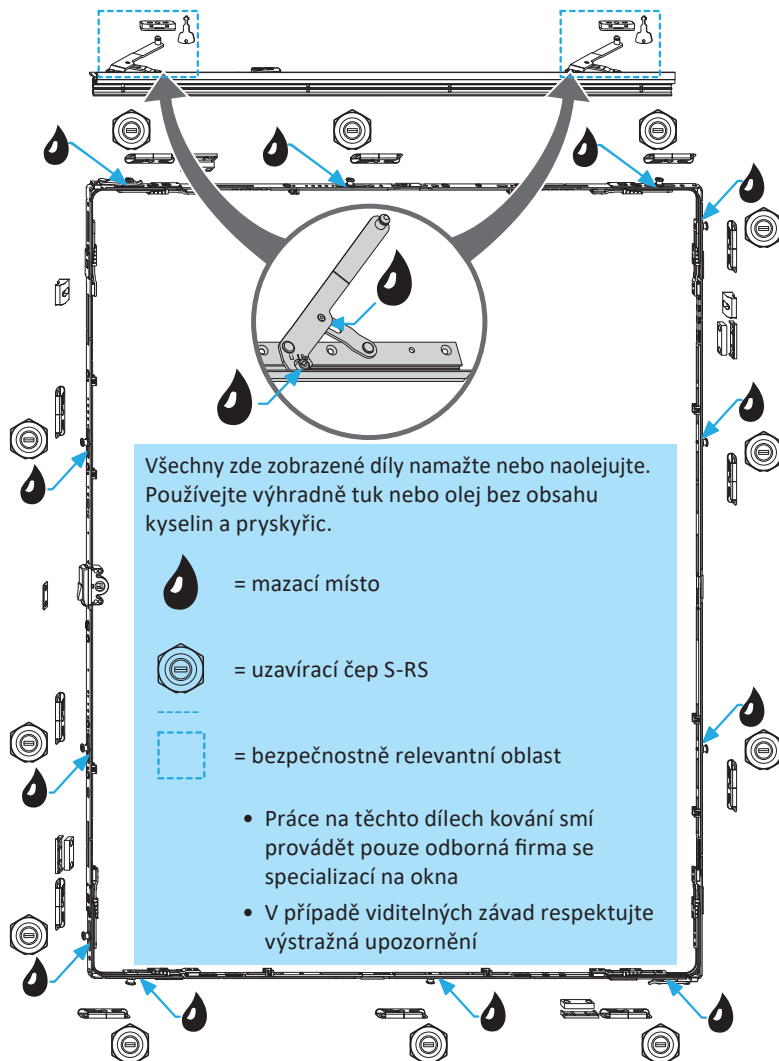 Všechny zde zobrazené díly namažte nebo naolejujte.
Používejte výhradně tuk nebo olej bez obsahu
kyselin a pryskyřic.
= mazací místo
= uzavírací čep S-RS
= bezpečnostně relevantní oblast
• Práce na těchto dílech kování smí
provádět pouze odborná firma se
specializací na okna
• V případě viditelných závad respektujte
výstražná upozornění